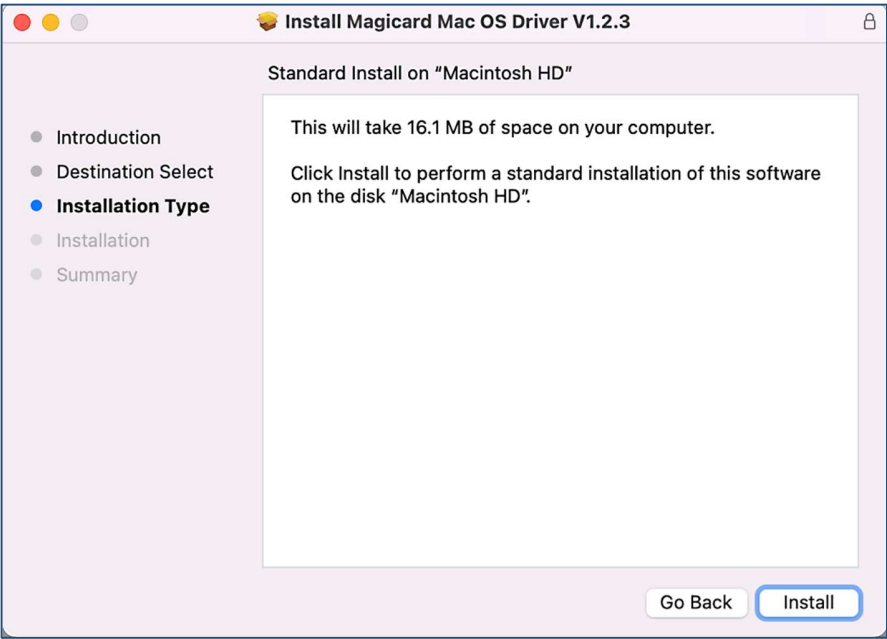 Install Magicard Mac OS Driver V1.2.3
Standard Install on “Macintosh HD”
Introduction
Destination Select
Installation Type
Installation
Summary
This will take 16.1 MB of space on your computer.
Click Install to perform a standard installation of this software
on the disk “Macintosh HD”.
Go Back
Install